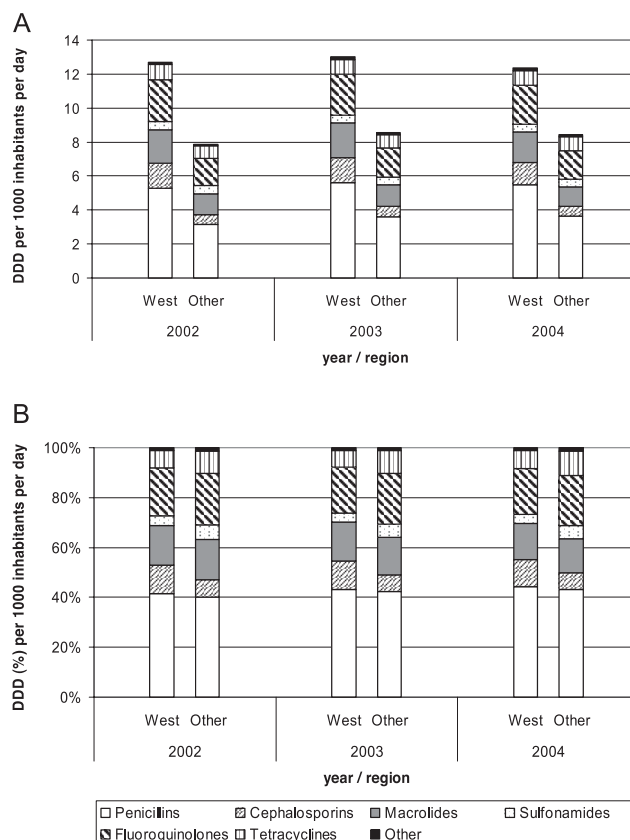 A
DDD per 1000 inhabitants per day
14
12
10
8
6
4
2
0
West Other West Other West Other
2002 2003 2004
year / region
B
DDD (%) per 1000 inhabitants per day
100%
80%
60%
40%
20%
0%
West Other West Other West Other
2002 2003 2004
year / region
Penicillins Cephalosporins Macrolides Sulfonamides
Fluoroquinolones Tetracyclines Other